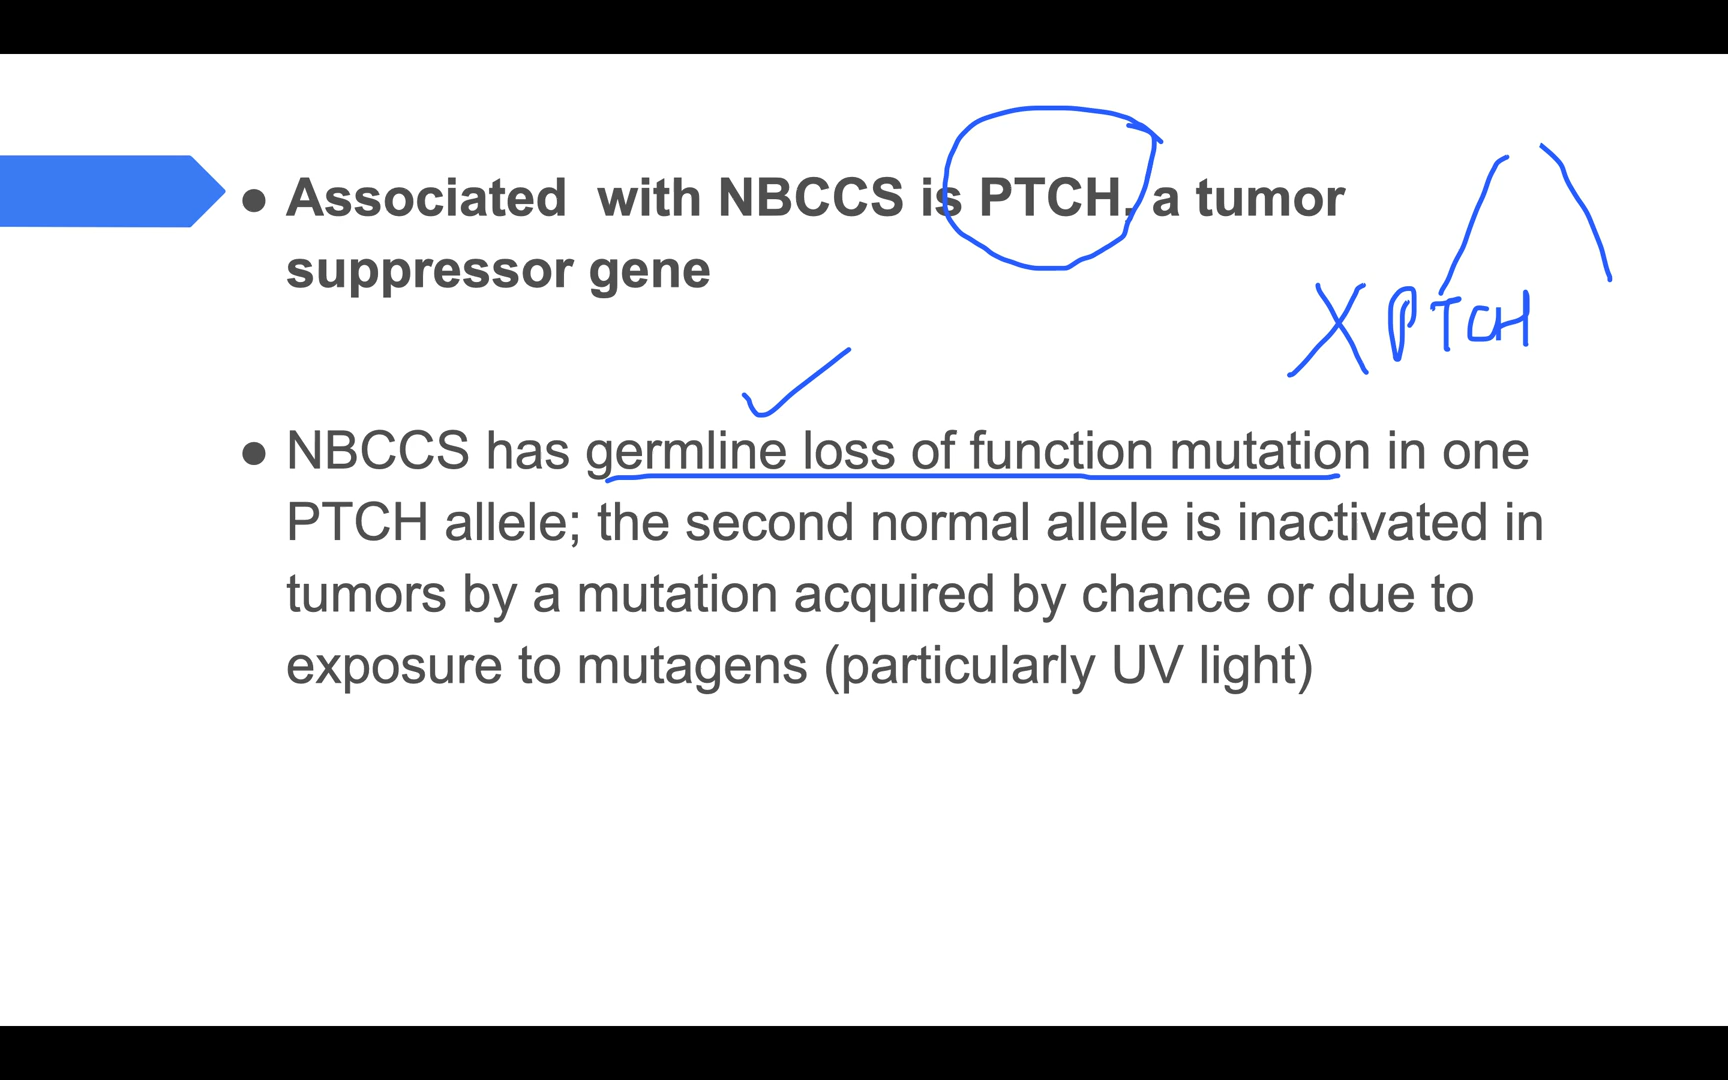 ● Associated with NBCCS is PTCH, a tumor
suppressor gene
X PTCH
● NBCCS has germline loss of function mutation in one
PTCH allele; the second normal allele is inactivated in
tumors by a mutation acquired by chance or due to
exposure to mutagens (particularly UV light)